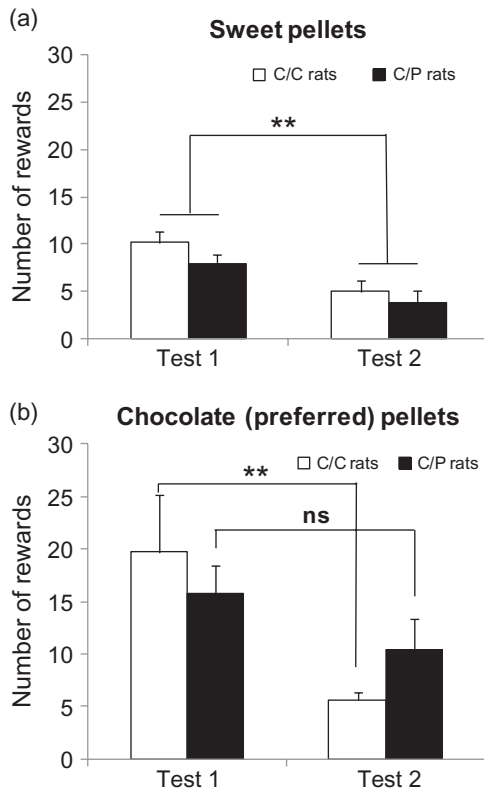 (a)
Sweet pellets
C/C rats C/P rats
**
Number of rewards
30
25
20
15
10
5
0
Test 1 Test 2
(b)
Chocolate (preferred) pellets
C/C rats C/P rats
**
ns
Number of rewards
30
25
20
15
10
5
0
Test 1 Test 2